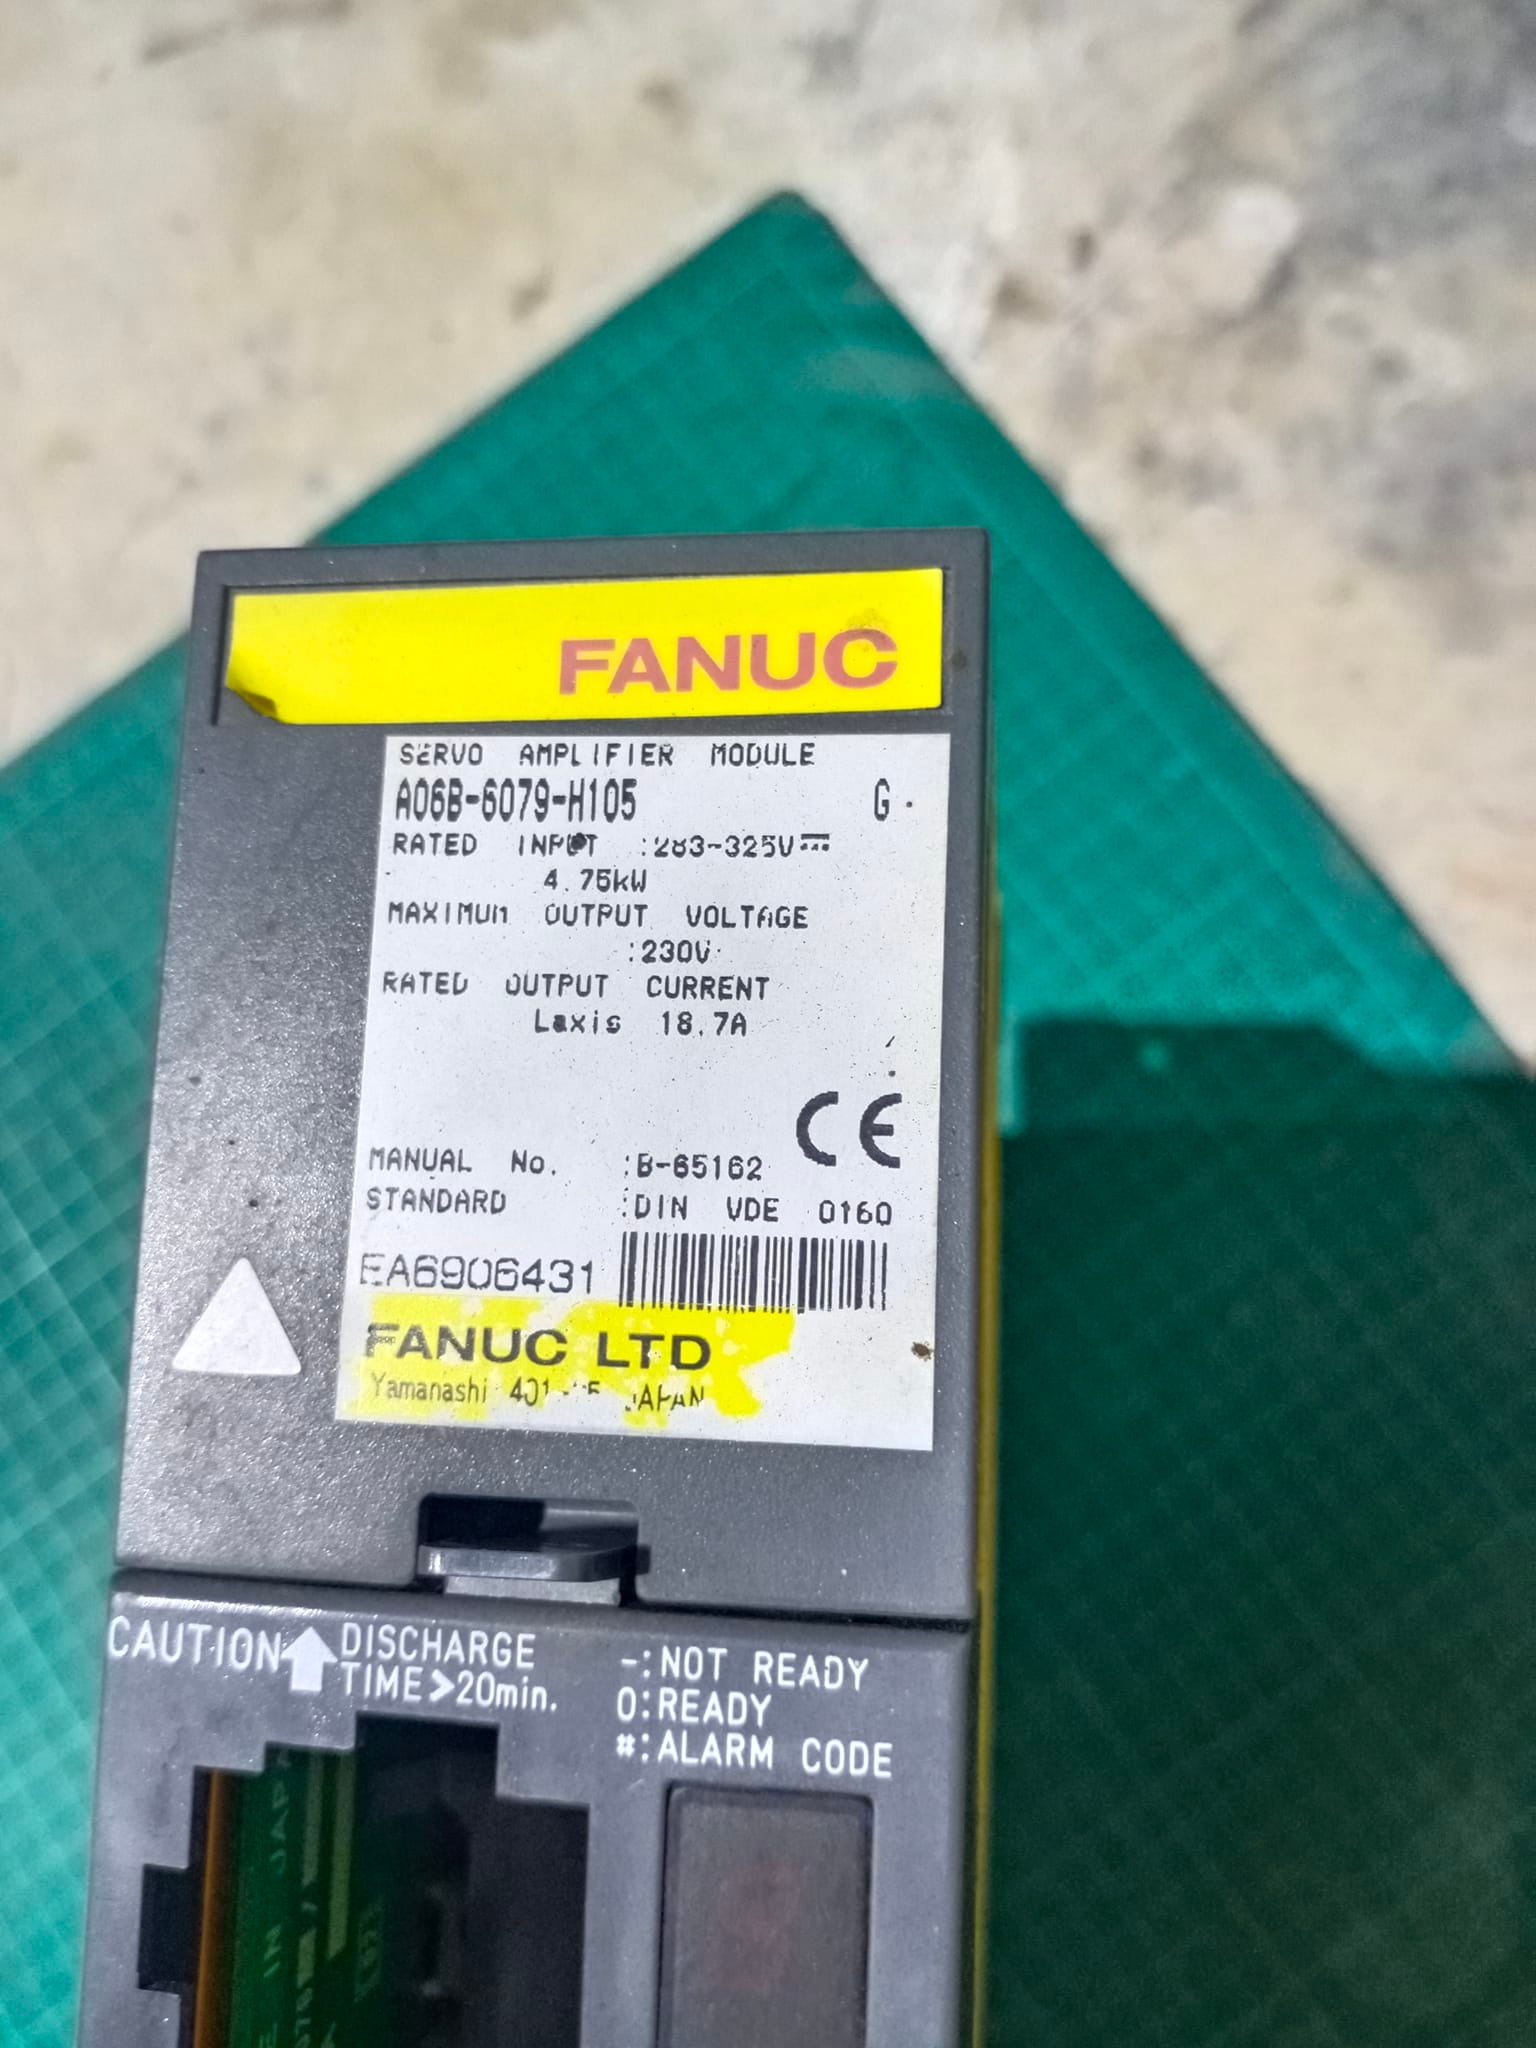 FANUC
SERVO AMPLIFIER MODULE
A06B-6079-H105 G
RATED INPUT :283-325V
4.75kW
MAXIMUM OUTPUT VOLTAGE
:230V
RATED OUTPUT CURRENT
Laxis 18.7A
CE
MANUAL No. :B-65162
STANDARD :DIN VDE 0160
EA6906431
FANUC LTD
Yamanashi JAPAN
CAUTION DISCHARGE
TIME>20min.
-:NOT READY
0:READY
#:ALARM CODE
IN JAPA